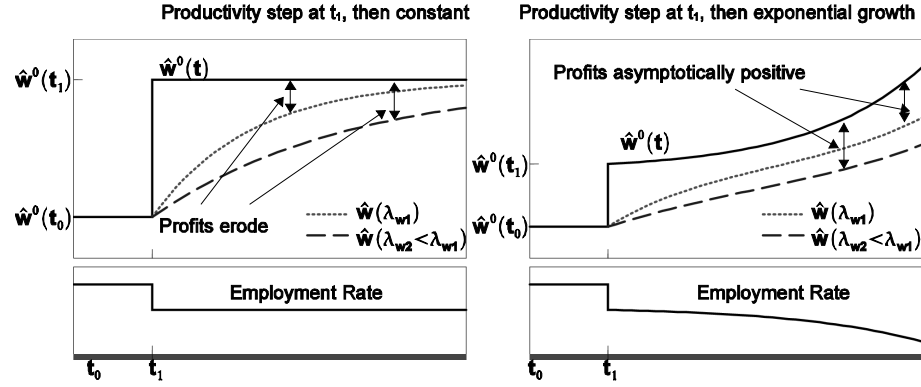 Productivity step at t₁, then constant
ŵ⁰(t₁)
ŵ⁰(t)
ŵ⁰(t₀)
Profits erode
ŵ(λw1)
ŵ(λw2<λw1)
Employment Rate
t₀ t₁
Productivity step at t₁, then exponential growth
Profits asymptotically positive
ŵ⁰(t)
ŵ⁰(t₁)
ŵ⁰(t₀)
ŵ(λw1)
ŵ(λw2<λw1)
Employment Rate
t₀ t₁